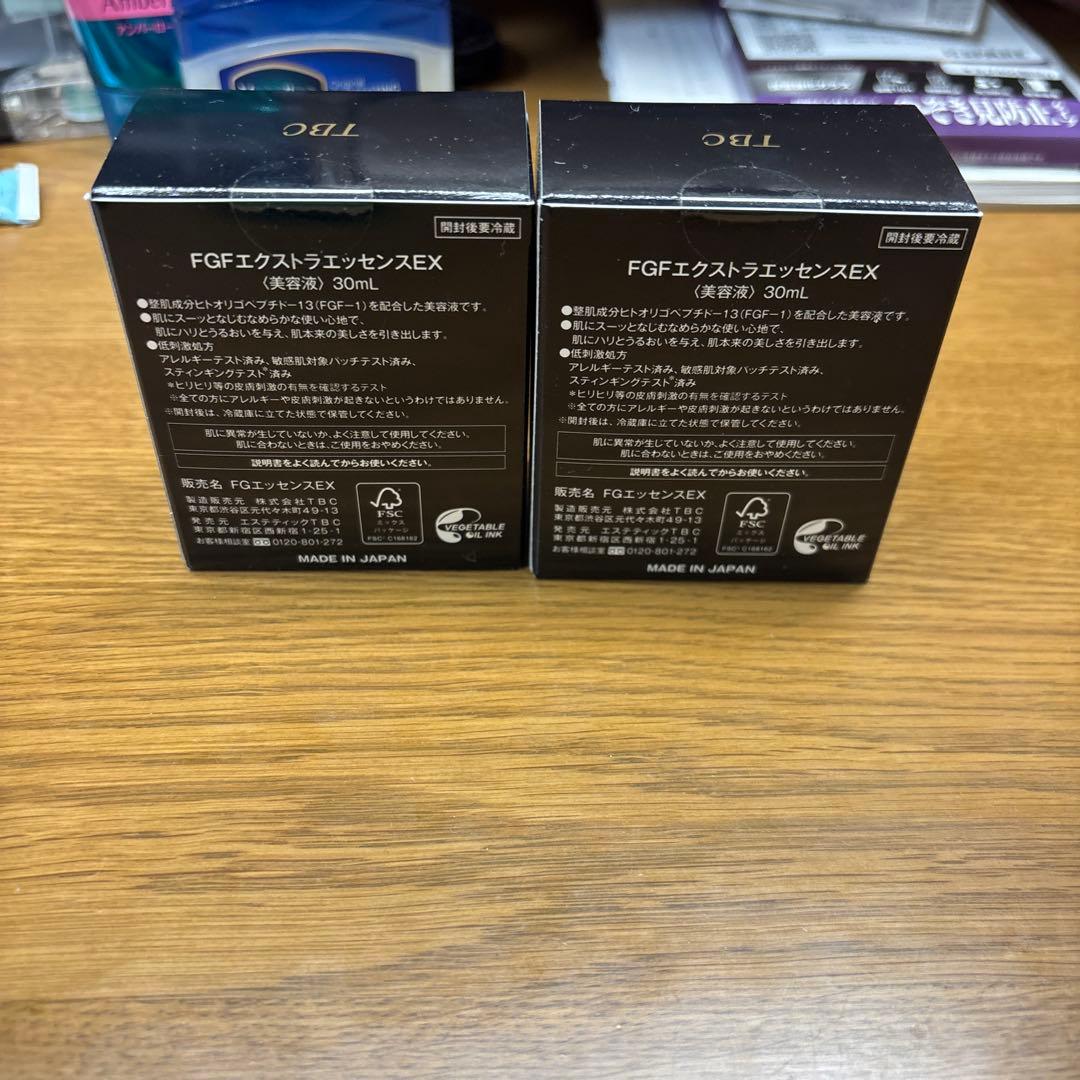 Amber
TBC
開封後要冷蔵
FGFエクストラエッセンスEX
〈美容液〉30mL
●整肌成分ヒトオリゴペプチド-13(FGF-1)を配合した美容液です。
●肌にスーッとなじむなめらかな使い心地で、
肌にハリとうるおいを与え、肌本来の美しさを引き出します。
●低刺激処方
アレルギーテスト済み、敏感肌対象パッチテスト済み、
スティンギングテスト*済み
*ヒリヒリ等の皮膚刺激の有無を確認するテスト
※全ての方にアレルギーや皮膚刺激が起きないというわけではありません。
※開封後は、冷蔵庫に立てた状態で保管してください。
肌に異常が生じていないか、よく注意して使用してください。
肌に合わないときは、ご使用をおやめください。
説明書をよく読んでからお使いください。
販売名 FGエッセンスEX
製造販売元 株式会社TBC
東京都渋谷区元代々木町49-13
発売元 エステティックTBC
東京都新宿区西新宿1-25-1
お客様相談室 0120-801-272
FSC
ミックス
パッケージ
FSC® C168162
VEGETABLE
OIL INK
MADE IN JAPAN
TBC
開封後要冷蔵
FGFエクストラエッセンスEX
〈美容液〉30mL
●整肌成分ヒトオリゴペプチド-13(FGF-1)を配合した美容液です。
●肌にスーッとなじむなめらかな使い心地で、
肌にハリとうるおいを与え、肌本来の美しさを引き出します。
●低刺激処方
アレルギーテスト済み、敏感肌対象パッチテスト済み、
スティンギングテスト*済み
*ヒリヒリ等の皮膚刺激の有無を確認するテスト
※全ての方にアレルギーや皮膚刺激が起きないというわけではありません。
※開封後は、冷蔵庫に立てた状態で保管してください。
肌に異常が生じていないか、よく注意して使用してください。
肌に合わないときは、ご使用をおやめください。
説明書をよく読んでからお使いください。
販売名 FGエッセンスEX
製造販売元 株式会社TBC
東京都渋谷区元代々木町49-13
発売元 エステティックTBC
東京都新宿区西新宿1-25-1
お客様相談室 0120-801-272
FSC
ミックス
パッケージ
FSC® C168162
VEGETABLE
OIL INK
MADE IN JAPAN